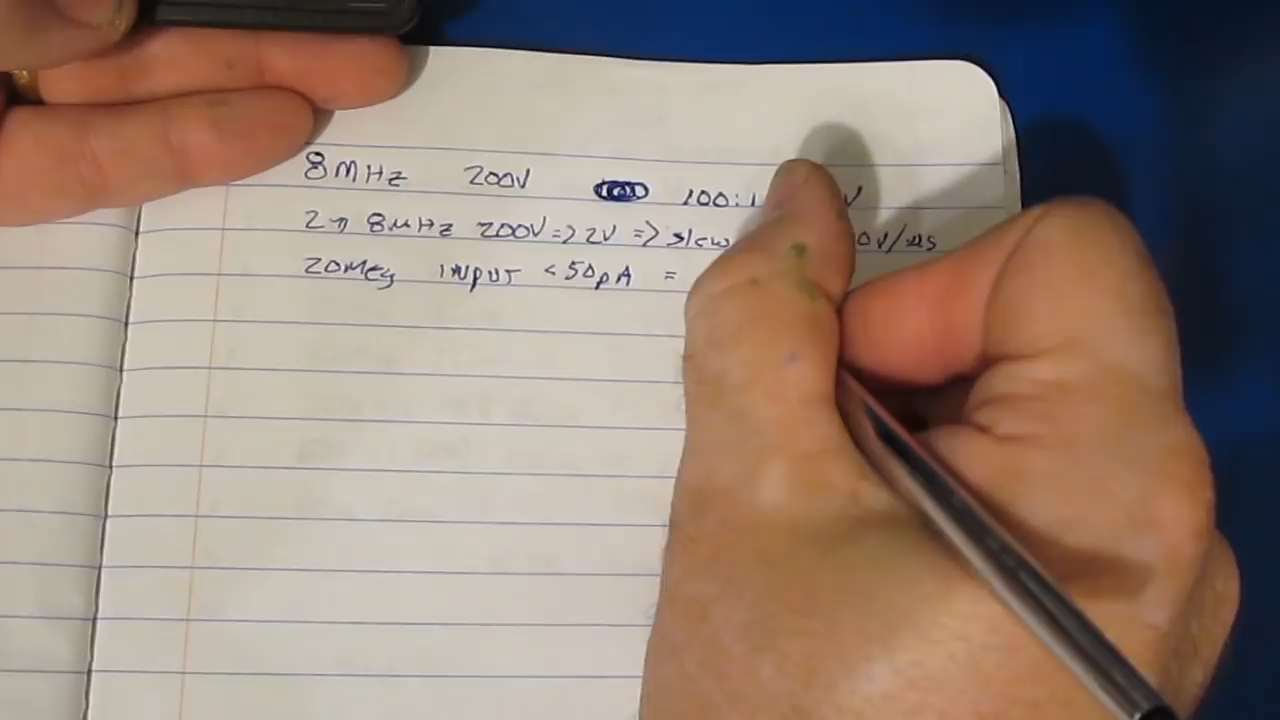 8MHz 200V 100:1 V
2π 8MHz 200V=>2V => slew 0V/us
20Meg INPUT <50pA =